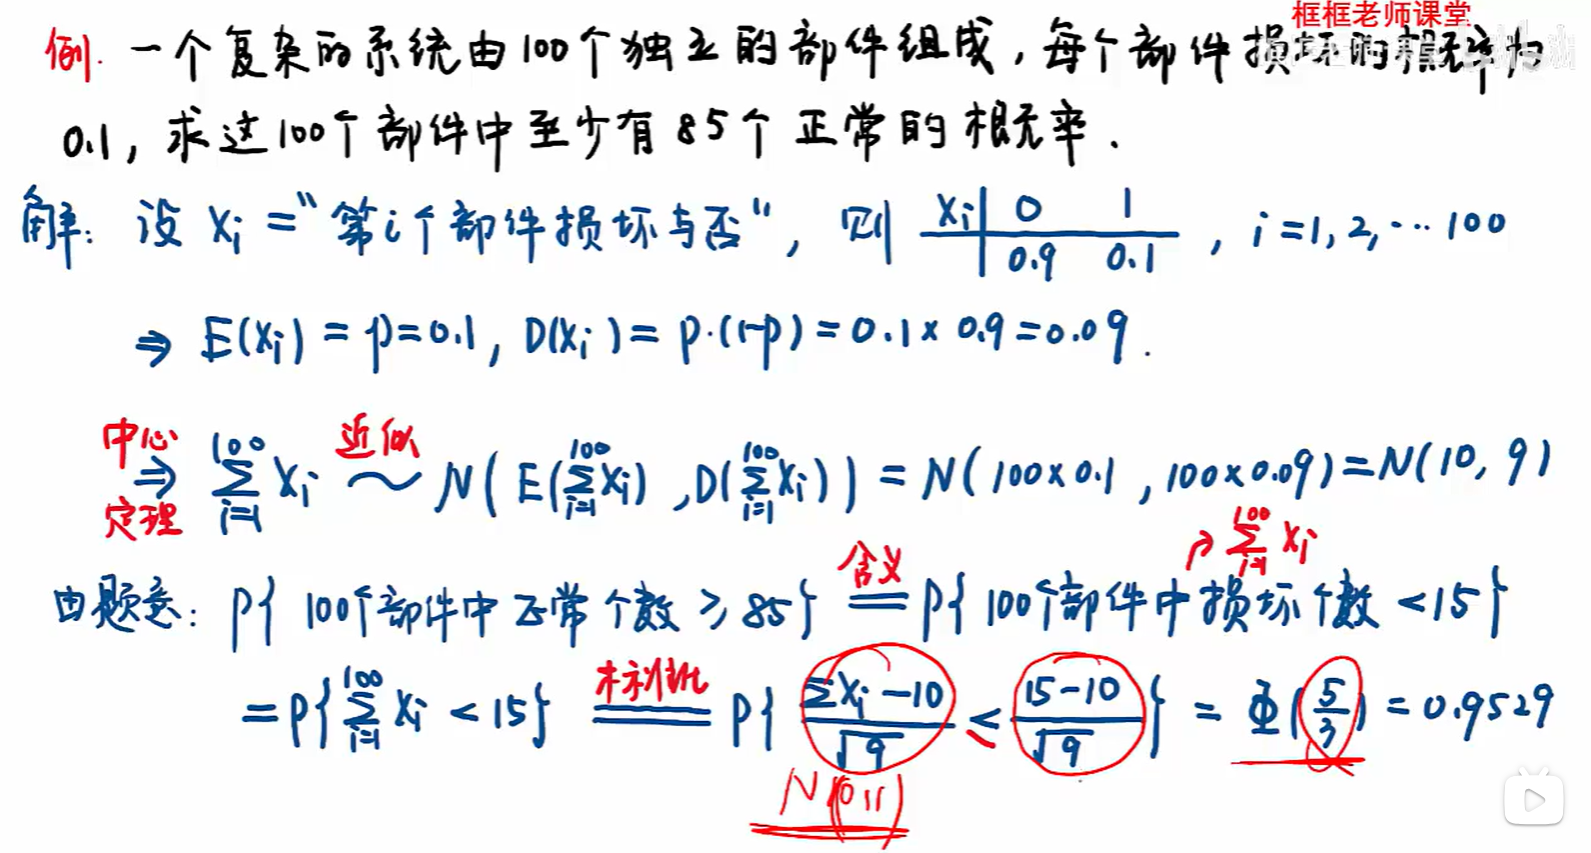 框框老师课堂
例. 一个复杂的系统由100个独立的部件组成，每个部件损坏的概率为
0.1，求这100个部件中至少有85个正常的概率.
解: 设 Xi = “第i个部件损坏与否”, 则 Xi 0 1 , i=1,2,…100
0.9 0.1
⇒ E(Xi) = p=0.1, D(Xi)= p·(1-p) = 0.1×0.9=0.09.
中心定理 ⇒ ∑_{i=1}^{100} Xi 近似 ~ N( E(∑_{i=1}^{100}Xi) ,D(∑_{i=1}^{100}Xi)) = N(100×0.1 ,100×0.09)=N(10, 9)
↗ ∑_{i=1}^{100} Xi
由题意: P{ 100个部件中正常个数 ≥85} 含义 = P{100个部件中损坏个数 <15}
=P{∑_{i=1}^{100} Xi <15} 标准化 = P{ (∑Xi -10)/√9 ≤ (15-10)/√9 } = Φ(5/3) = 0.9529
N(0,1)